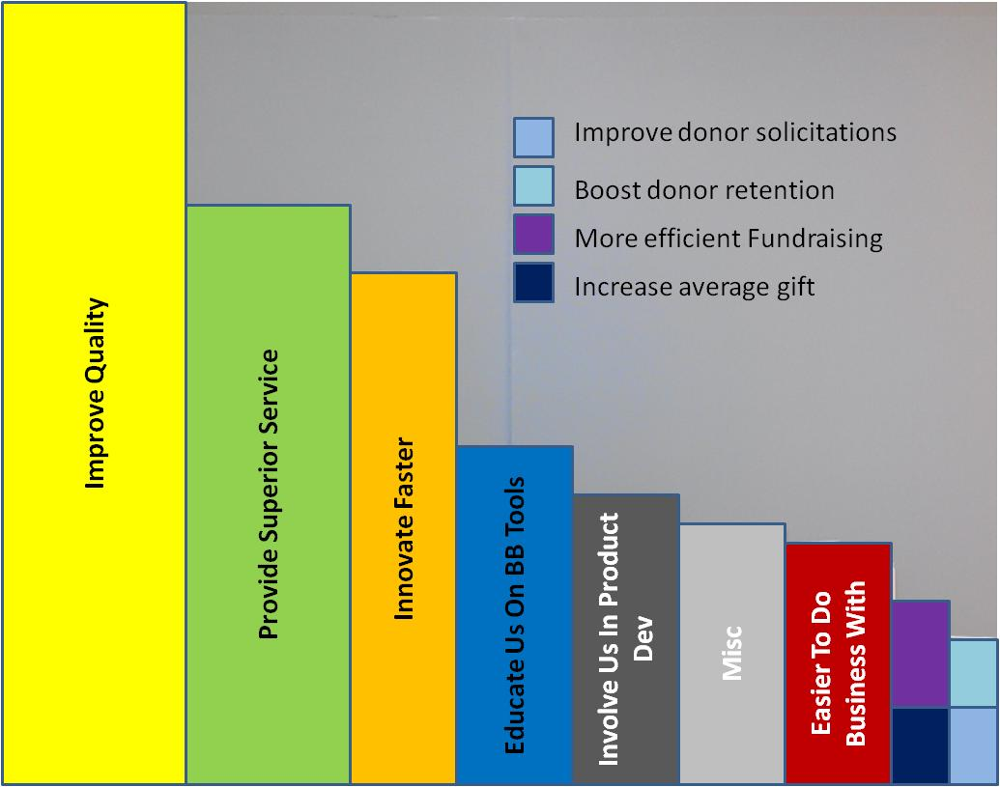 Improve Quality
Provide Superior Service
Innovate Faster
Educate Us On BB Tools
Involve Us In Product
Dev
Misc
Easier To Do
Business With
Improve donor solicitations
Boost donor retention
More efficient Fundraising
Increase average gift